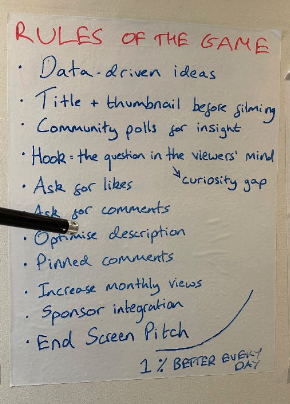 RULES OF THE GAME
· Data-driven ideas
· Title + thumbnail before filming
· Community polls for insight
· Hook = the question in the viewers' mind
↘ curiosity gap
· Ask for likes
· Ask for comments
· Optimise description
· Pinned comments
· Increase monthly views
· Sponsor integration
· End Screen Pitch
1% BETTER EVERY
DAY